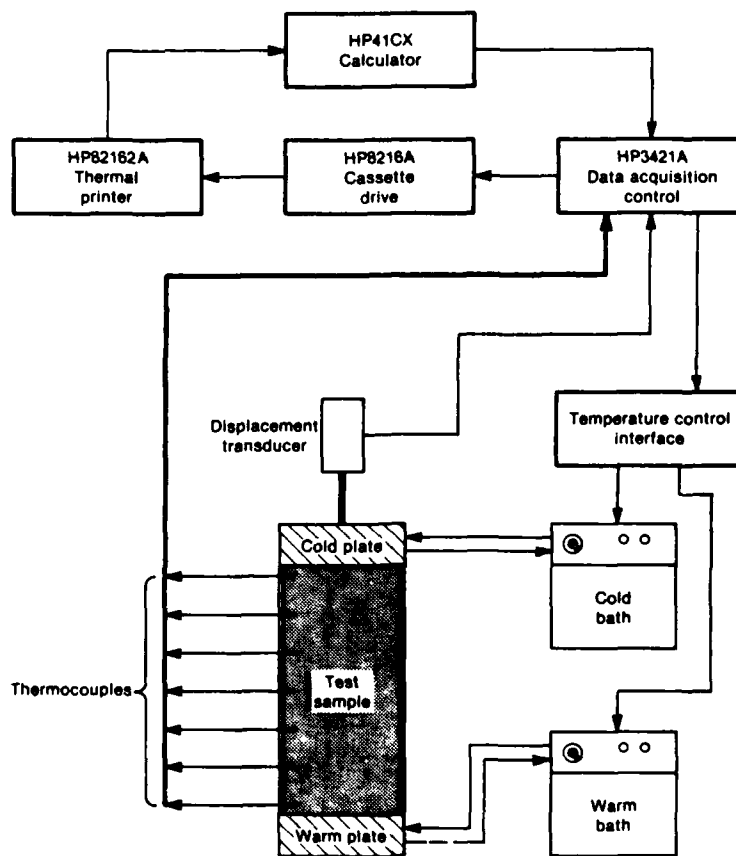 HP41CX
Calculator
HP82162A
Thermal
printer
HP8216A
Cassette
drive
HP3421A
Data acquisition
control
Displacement
transducer
Temperature control
interface
Cold plate
Cold
bath
Thermocouples
Test
sample
Warm plate
Warm
bath